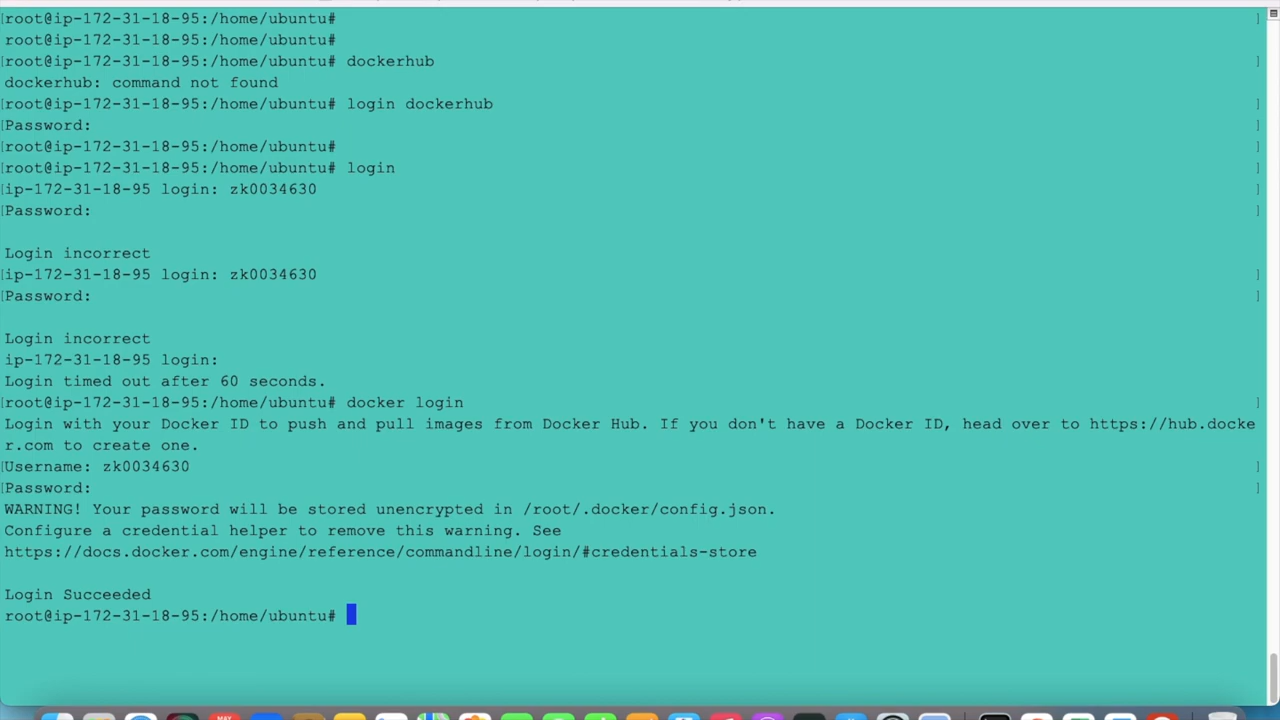 [root@ip-172-31-18-95:/home/ubuntu# ]
root@ip-172-31-18-95:/home/ubuntu#
[root@ip-172-31-18-95:/home/ubuntu# dockerhub ]
dockerhub: command not found
[root@ip-172-31-18-95:/home/ubuntu# login dockerhub ]
[Password: ]
[root@ip-172-31-18-95:/home/ubuntu# ]
[root@ip-172-31-18-95:/home/ubuntu# login ]
[ip-172-31-18-95 login: zk0034630 ]
[Password: ]
Login incorrect
[ip-172-31-18-95 login: zk0034630 ]
[Password: ]
Login incorrect
ip-172-31-18-95 login:
Login timed out after 60 seconds.
[root@ip-172-31-18-95:/home/ubuntu# docker login ]
Login with your Docker ID to push and pull images from Docker Hub. If you don't have a Docker ID, head over to https://hub.docke
r.com to create one.
[Username: zk0034630 ]
[Password: ]
WARNING! Your password will be stored unencrypted in /root/.docker/config.json.
Configure a credential helper to remove this warning. See
https://docs.docker.com/engine/reference/commandline/login/#credentials-store
Login Succeeded
root@ip-172-31-18-95:/home/ubuntu#
MAY